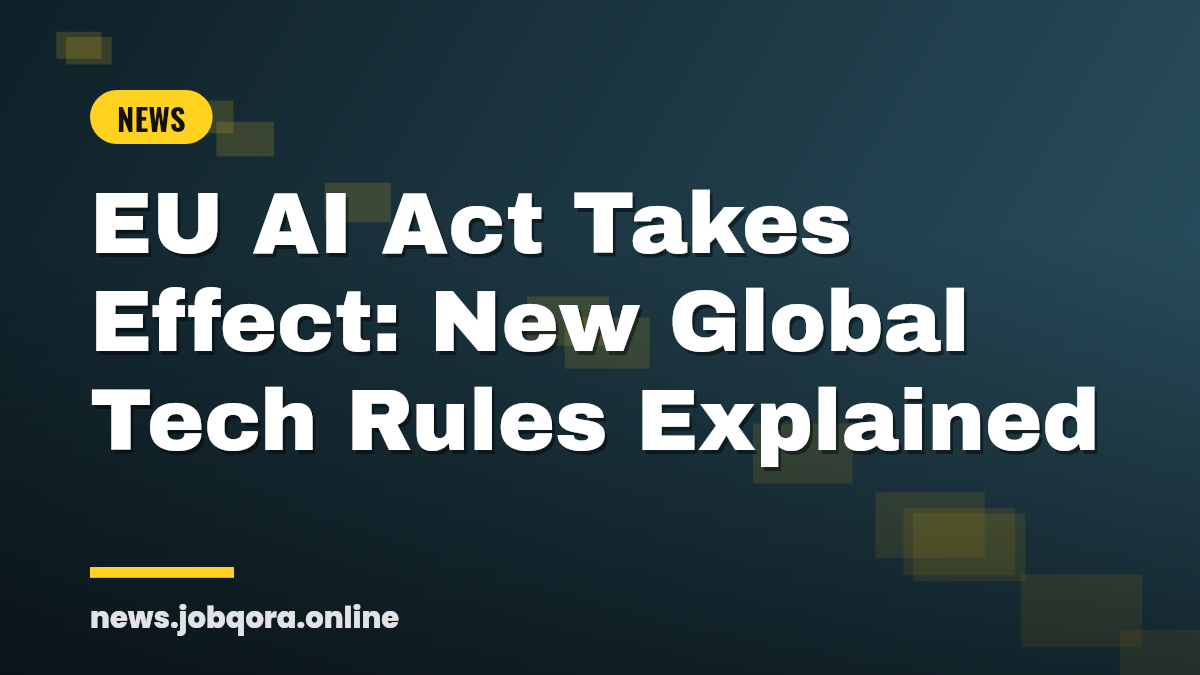 NEWS
EU AI Act Takes
Effect: New Global
Tech Rules Explained
news.jobqora.online